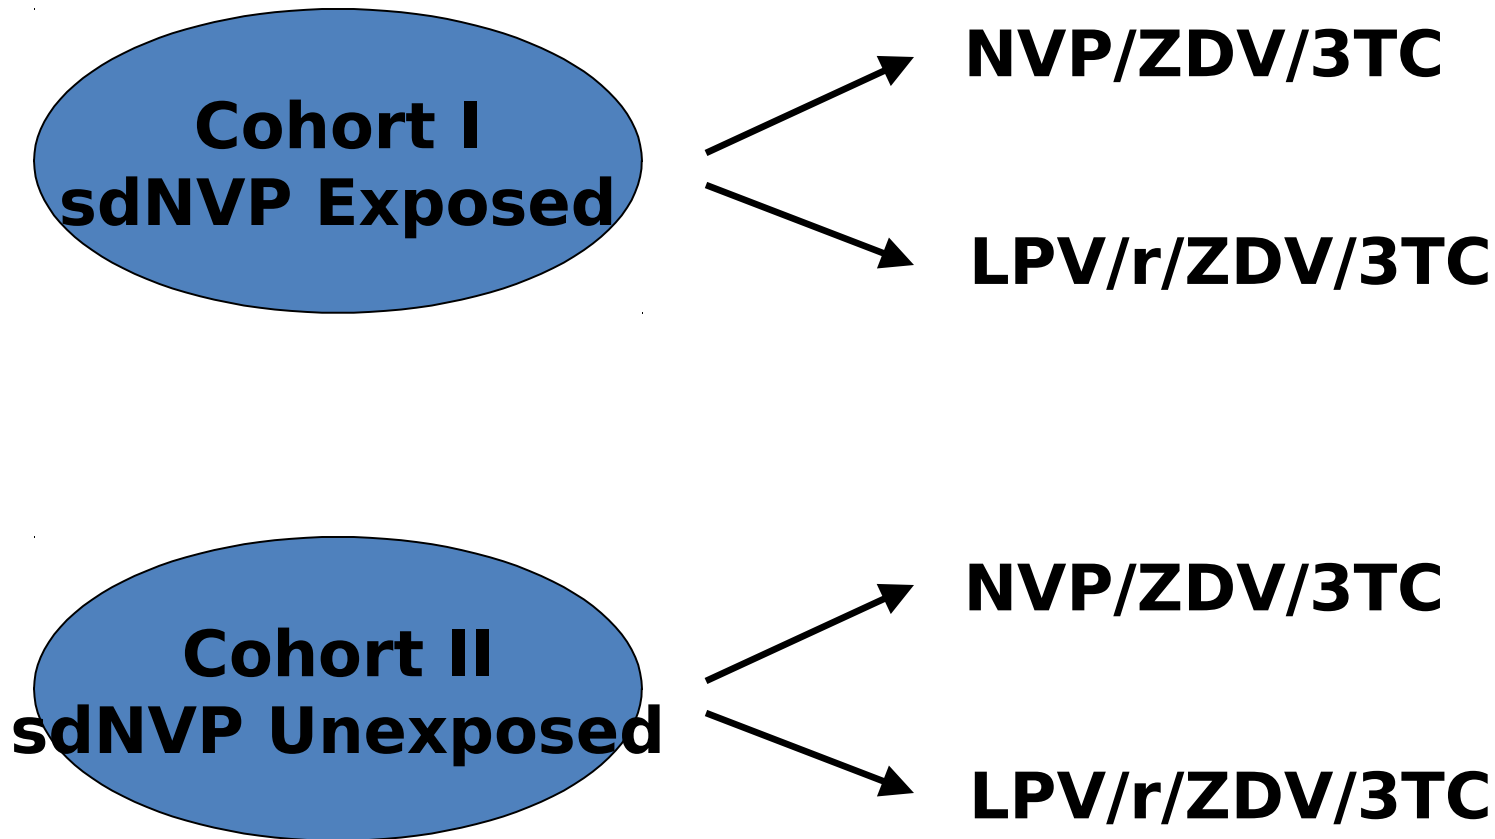 Cohort I
sdNVP Exposed
NVP/ZDV/3TC
LPV/r/ZDV/3TC
Cohort II
sdNVP Unexposed
NVP/ZDV/3TC
LPV/r/ZDV/3TC